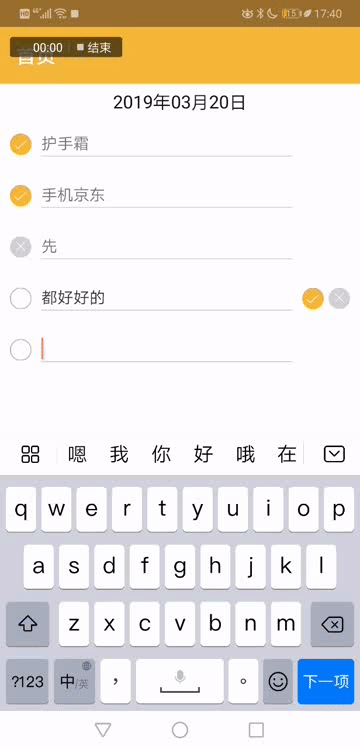 HD 46 15 17:40
00:00 结束
首页
2019年03月20日
护手霜
手机京东
先
都好好的
嗯 我 你 好 哦 在
q w e r t y u i o p
a s d f g h j k l
z x c v b n m
?123 中/英 ， 。 下一项